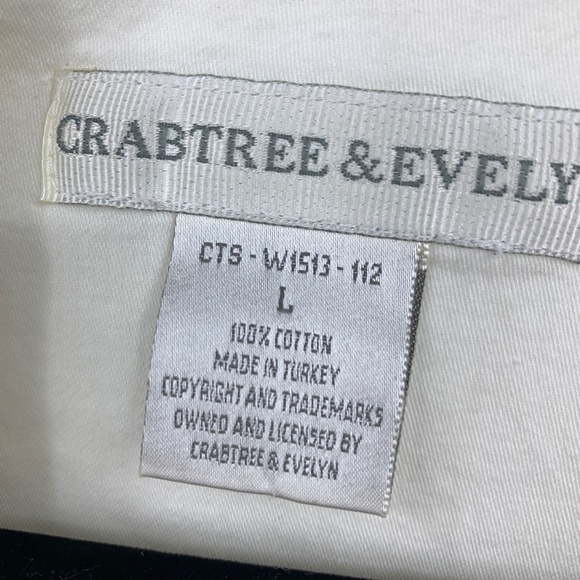 CRABTREE & EVELY
CTS - W1513 - 112
L
100% COTTON
MADE IN TURKEY
COPYRIGHT AND TRADEMARKS
OWNED AND LICENSED BY
CRABTREE & EVELYN